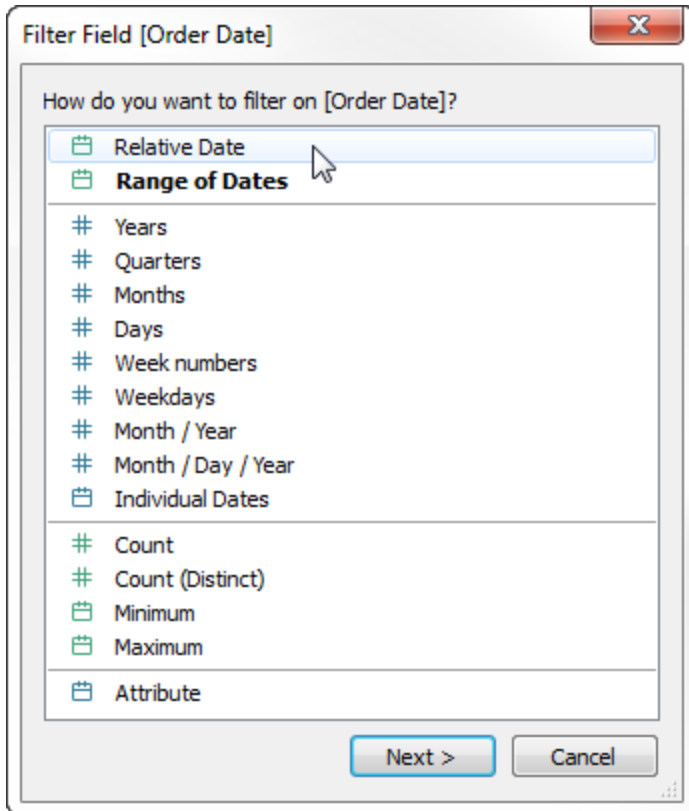 Filter Field [Order Date]
How do you want to filter on [Order Date]?
Relative Date
Range of Dates
Years
Quarters
Months
Days
Week numbers
Weekdays
Month / Year
Month / Day / Year
Individual Dates
Count
Count (Distinct)
Minimum
Maximum
Attribute
Next >
Cancel